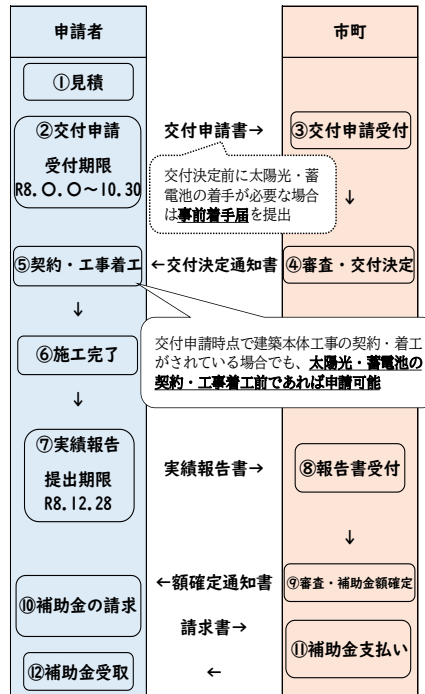 申請者
市町
①見積
②交付申請
受付期限
R8.〇.〇~10.30
交付申請書→
③交付申請受付
交付決定前に太陽光・蓄
電池の着手が必要な場合
は事前着手届を提出
↓
⑤契約・工事着工
←交付決定通知書
④審査・交付決定
↓
交付申請時点で建築本体工事の契約・着工
がされている場合でも、太陽光・蓄電池の
契約・工事着工前であれば申請可能
⑥施工完了
↓
⑦実績報告
提出期限
R8.12.28
実績報告書→
⑧報告書受付
↓
←額確定通知書
⑨審査・補助金額確定
⑩補助金の請求
請求書→
⑪補助金支払い
⑫補助金受取
←